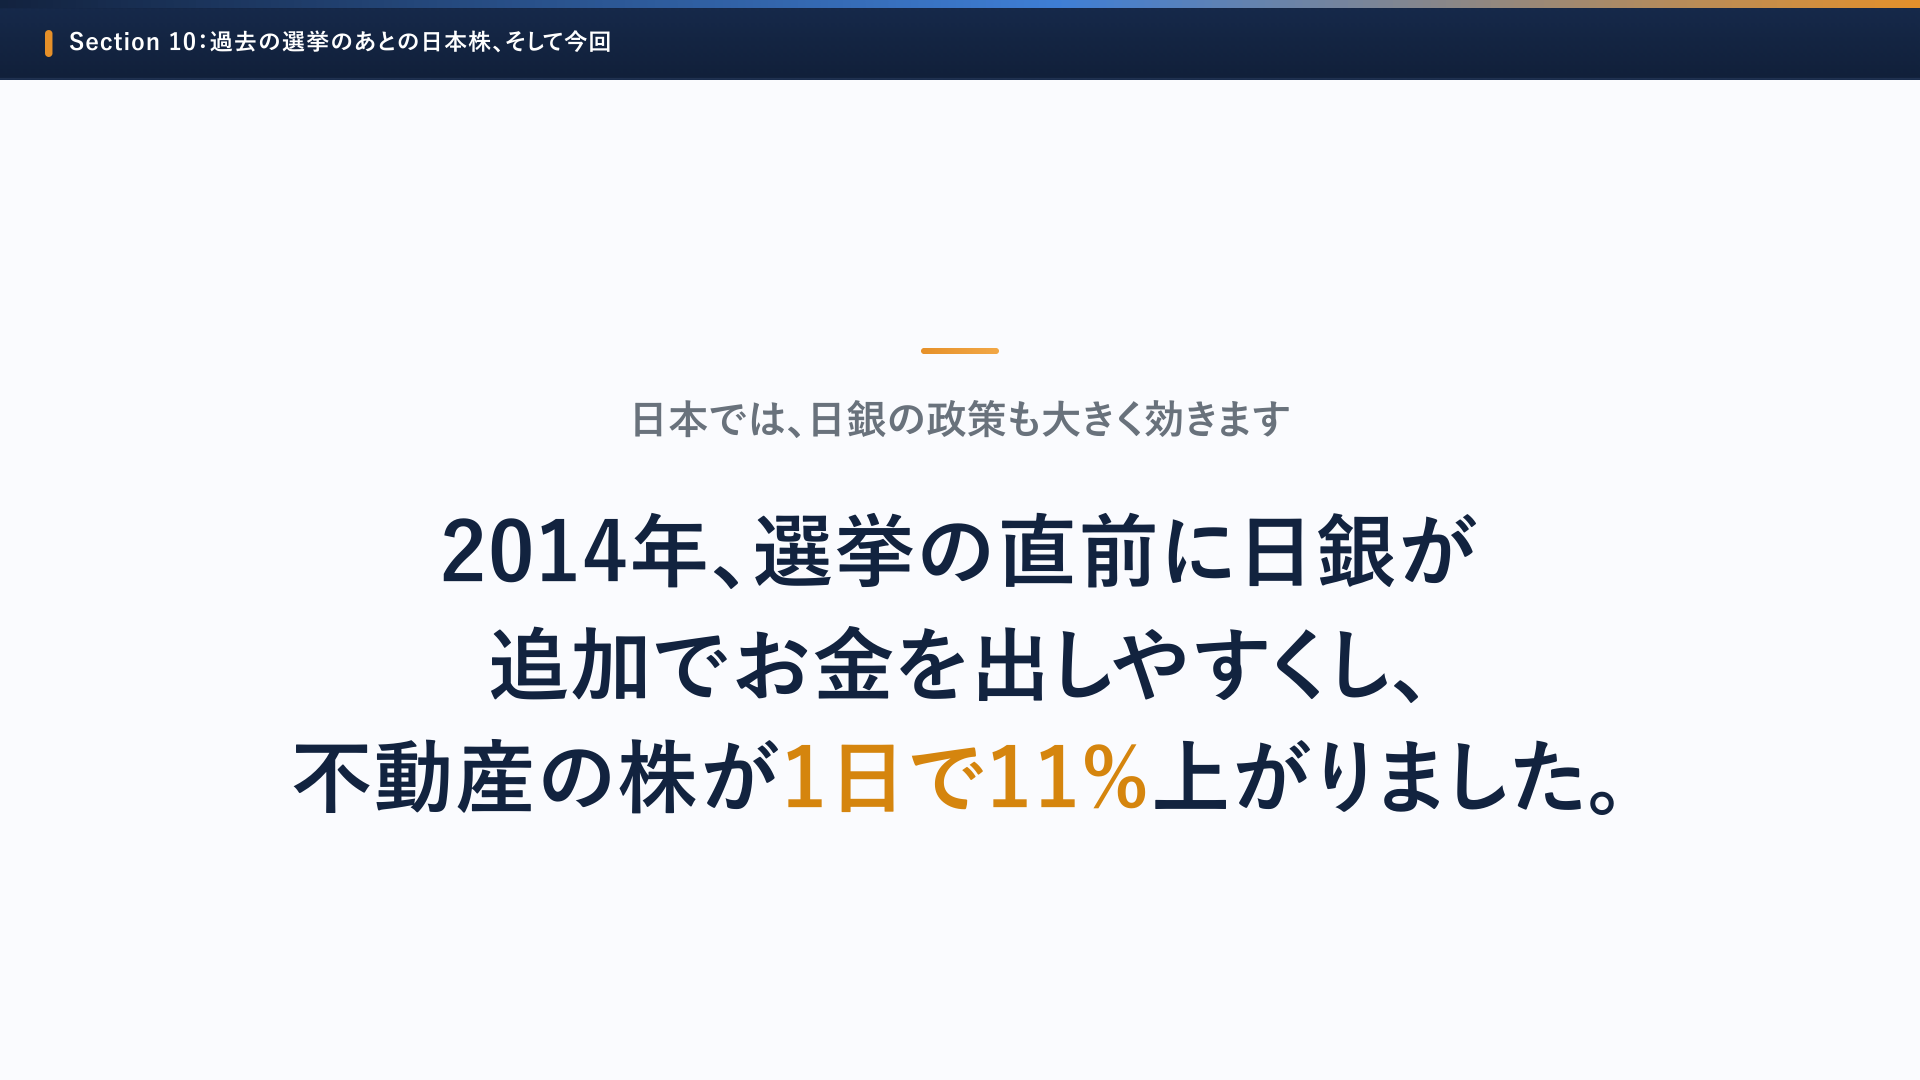 Section 10：過去の選挙のあとの日本株、そして今回
日本では、日銀の政策も大きく効きます
2014年、選挙の直前に日銀が
追加でお金を出しやすくし、
不動産の株が1日で11%上がりました。